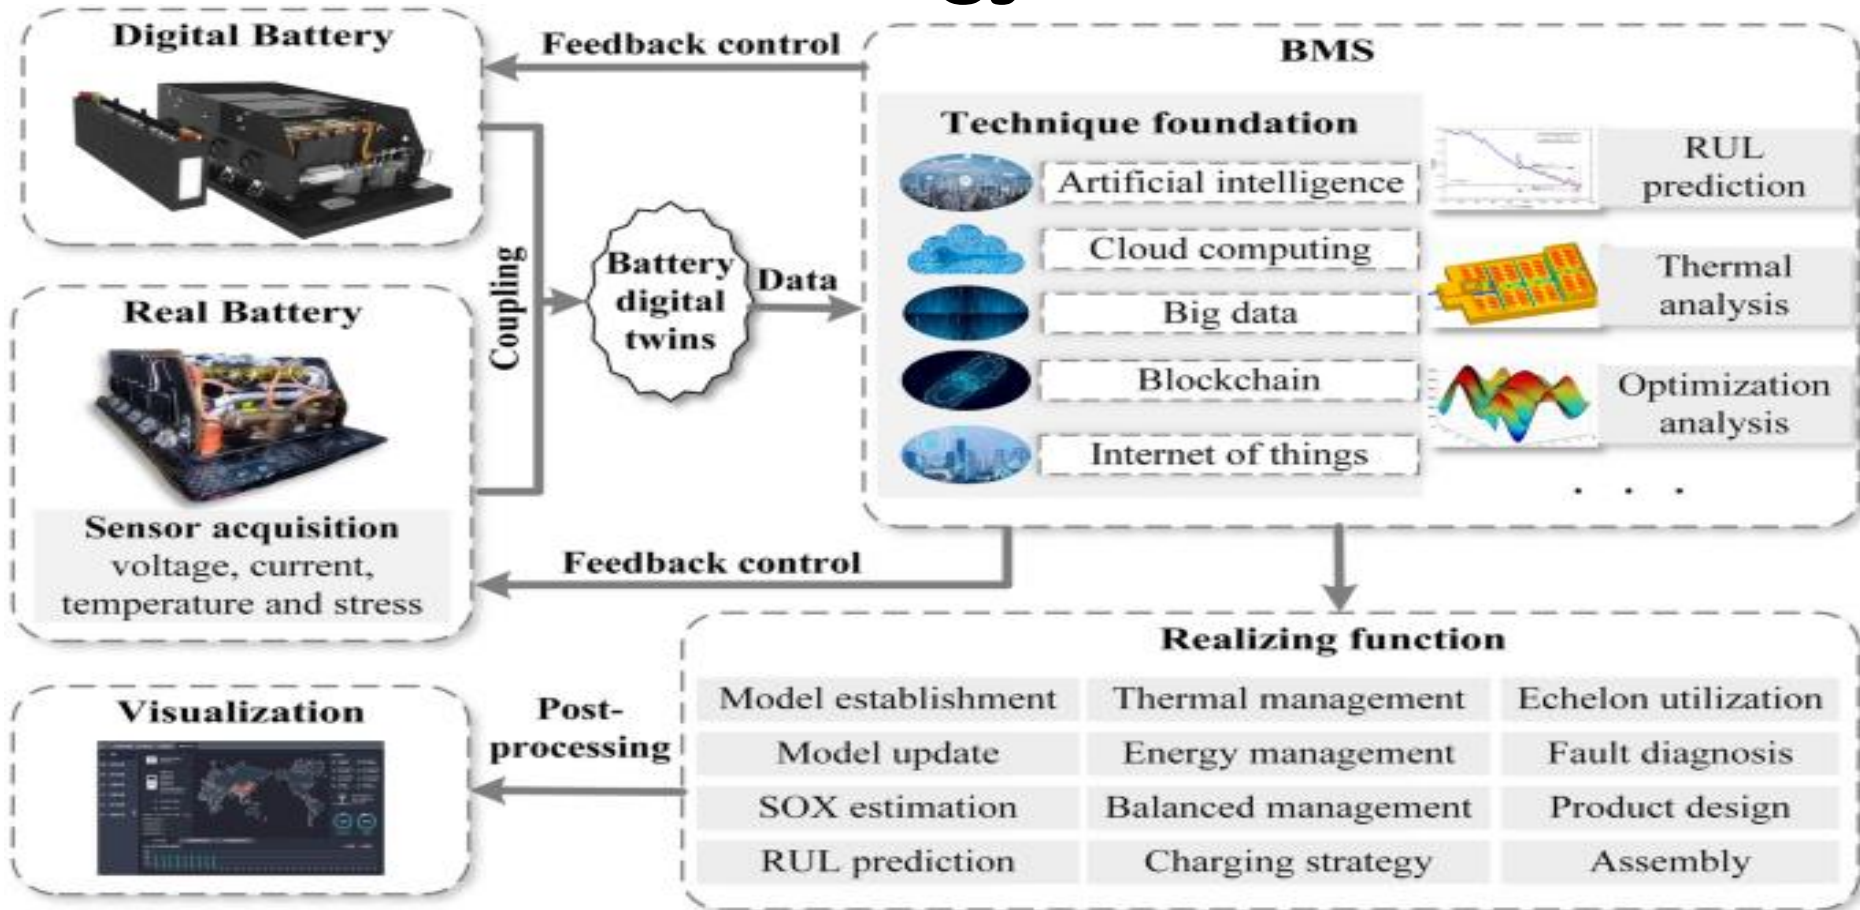 Digital Battery
Feedback control
BMS
Technique foundation
Artificial intelligence
Cloud computing
Big data
Blockchain
Internet of things
RUL
prediction
Thermal
analysis
Optimization
analysis
. . .
Coupling
Battery
digital
twins
Data
Real Battery
Sensor acquisition
voltage, current,
temperature and stress
Feedback control
Realizing function
Model establishment
Thermal management
Echelon utilization
Model update
Energy management
Fault diagnosis
SOX estimation
Balanced management
Product design
RUL prediction
Charging strategy
Assembly
Post-
processing
Visualization